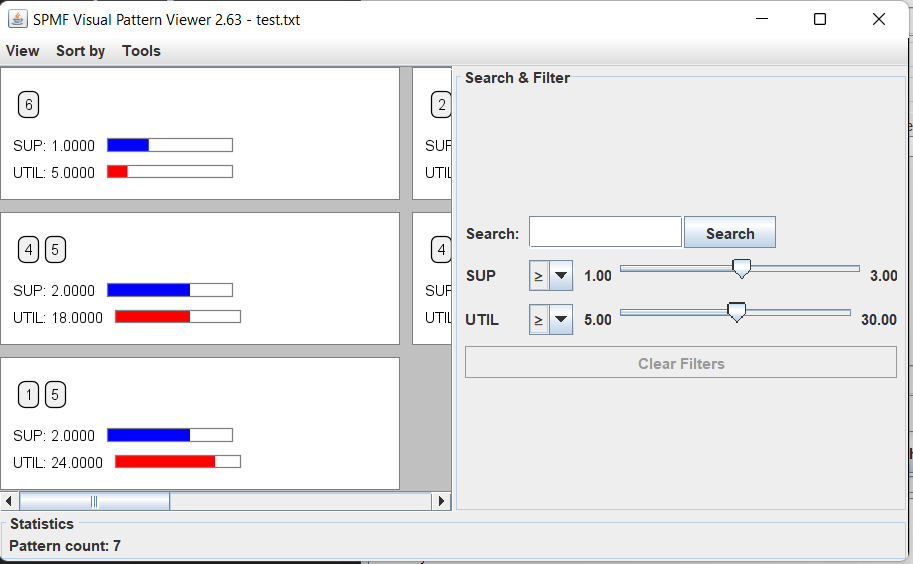 SPMF Visual Pattern Viewer 2.63 - test.txt
View Sort by Tools
6
SUP: 1.0000
UTIL: 5.0000
4 5
SUP: 2.0000
UTIL: 18.0000
1 5
SUP: 2.0000
UTIL: 24.0000
2
4
Search & Filter
Search: Search
SUP ≥ 1.00 3.00
UTIL ≥ 5.00 30.00
Clear Filters
Statistics
Pattern count: 7